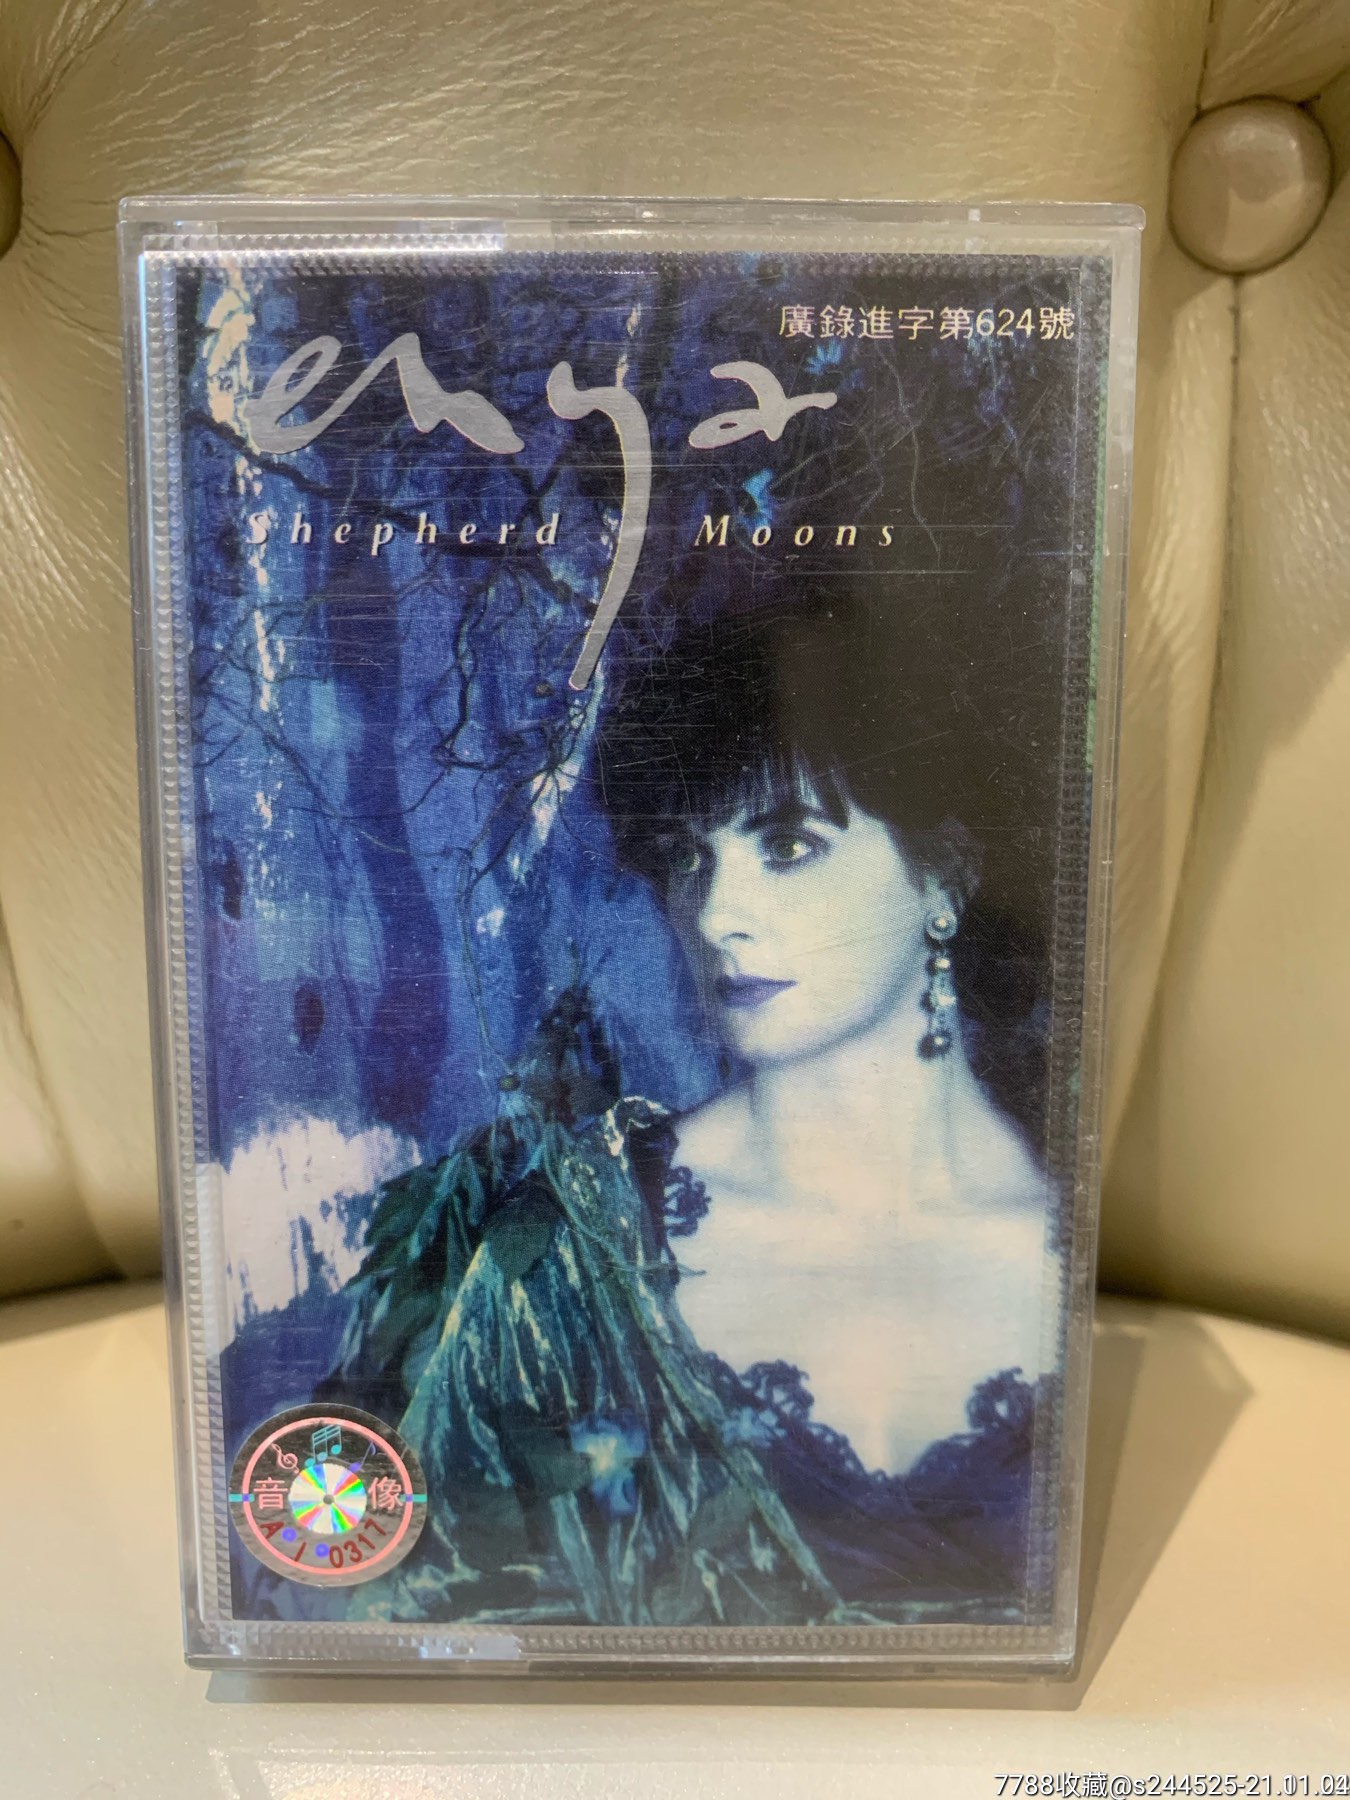 廣錄進字第624號
enya
Shepherd Moons
音 像
A-I 0317
7788收藏@s244525-21.01.04